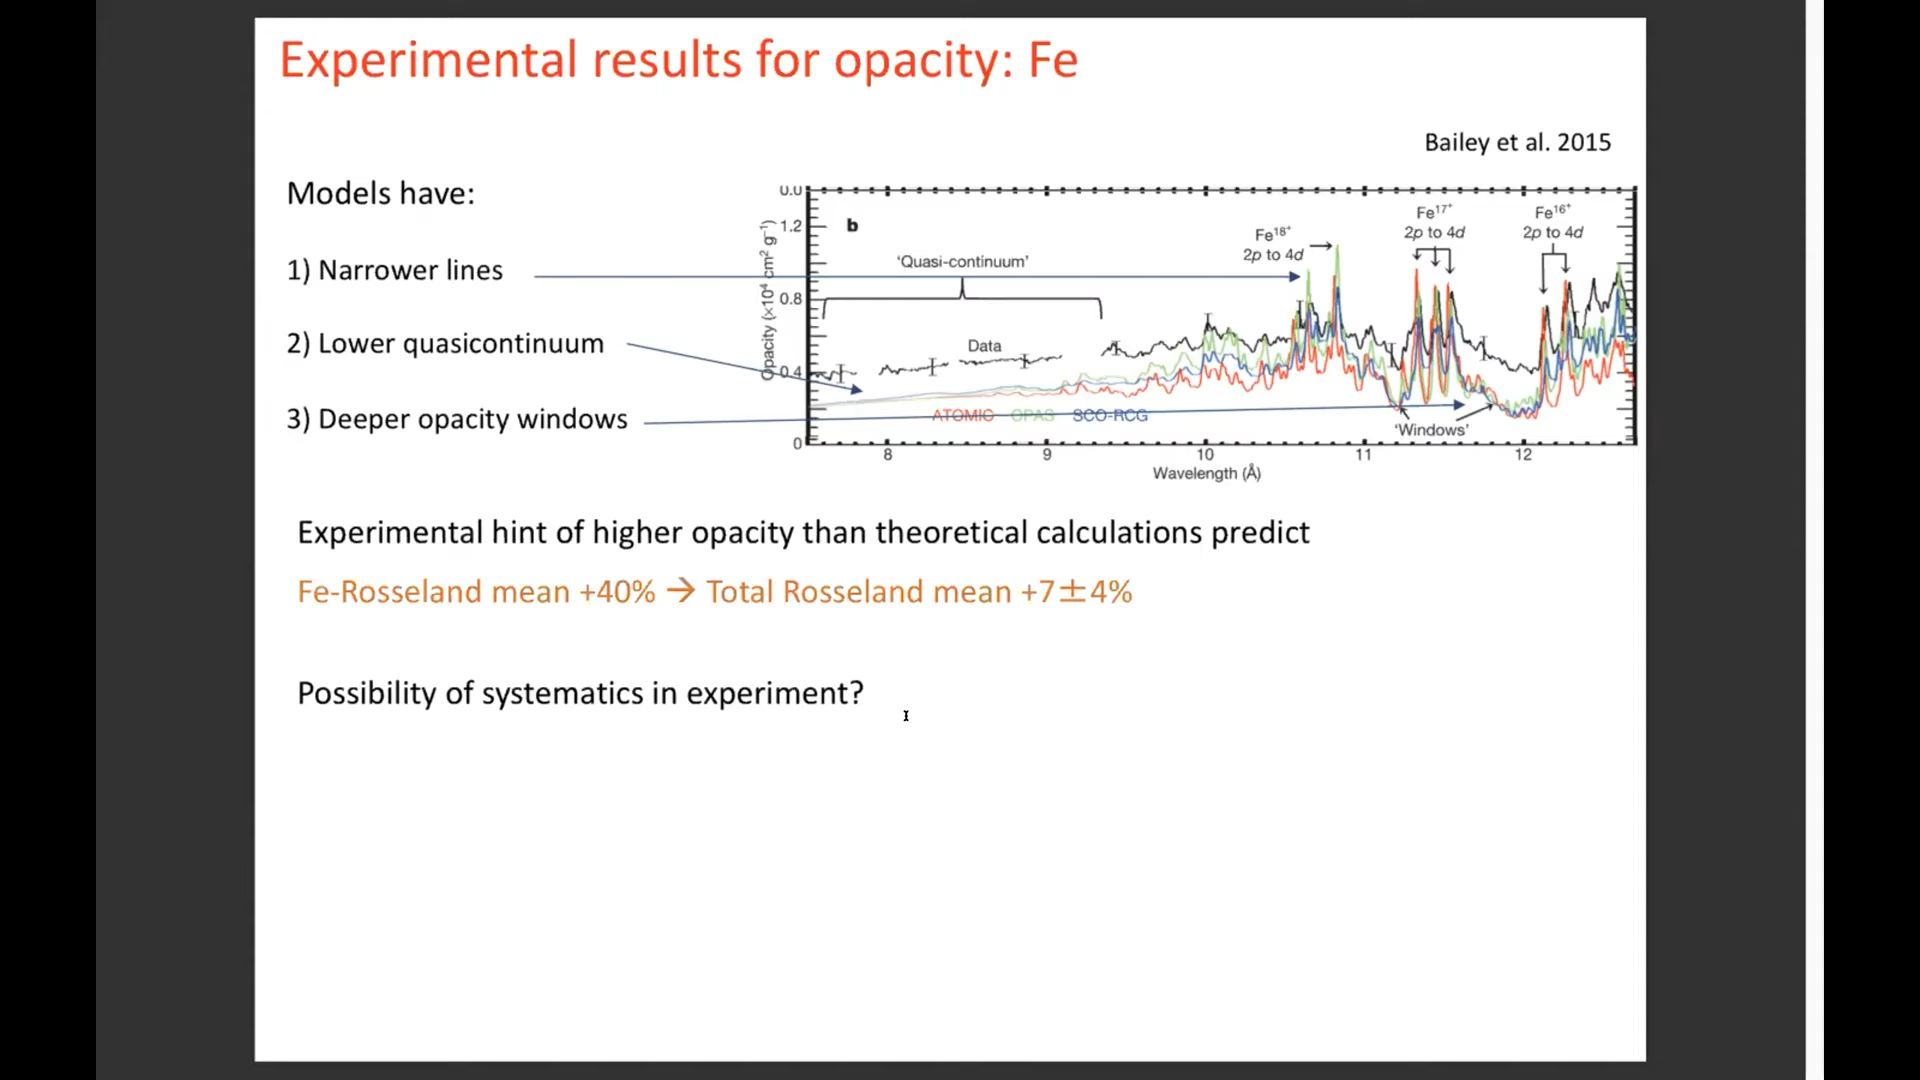 Experimental results for opacity: Fe
Bailey et al. 2015
Models have:
1) Narrower lines
2) Lower quasicontinuum
3) Deeper opacity windows
0.0
1.2
0.8
0.4
0
Opacity (×10⁴ cm² g⁻¹)
b
'Quasi-continuum'
Data
Fe¹⁸⁺
2p to 4d
Fe¹⁷⁺
2p to 4d
Fe¹⁶⁺
2p to 4d
ATOMIC OPAS SCO-RCG
'Windows'
8 9 10 11 12
Wavelength (Å)
Experimental hint of higher opacity than theoretical calculations predict
Fe-Rosseland mean +40% → Total Rosseland mean +7±4%
Possibility of systematics in experiment?